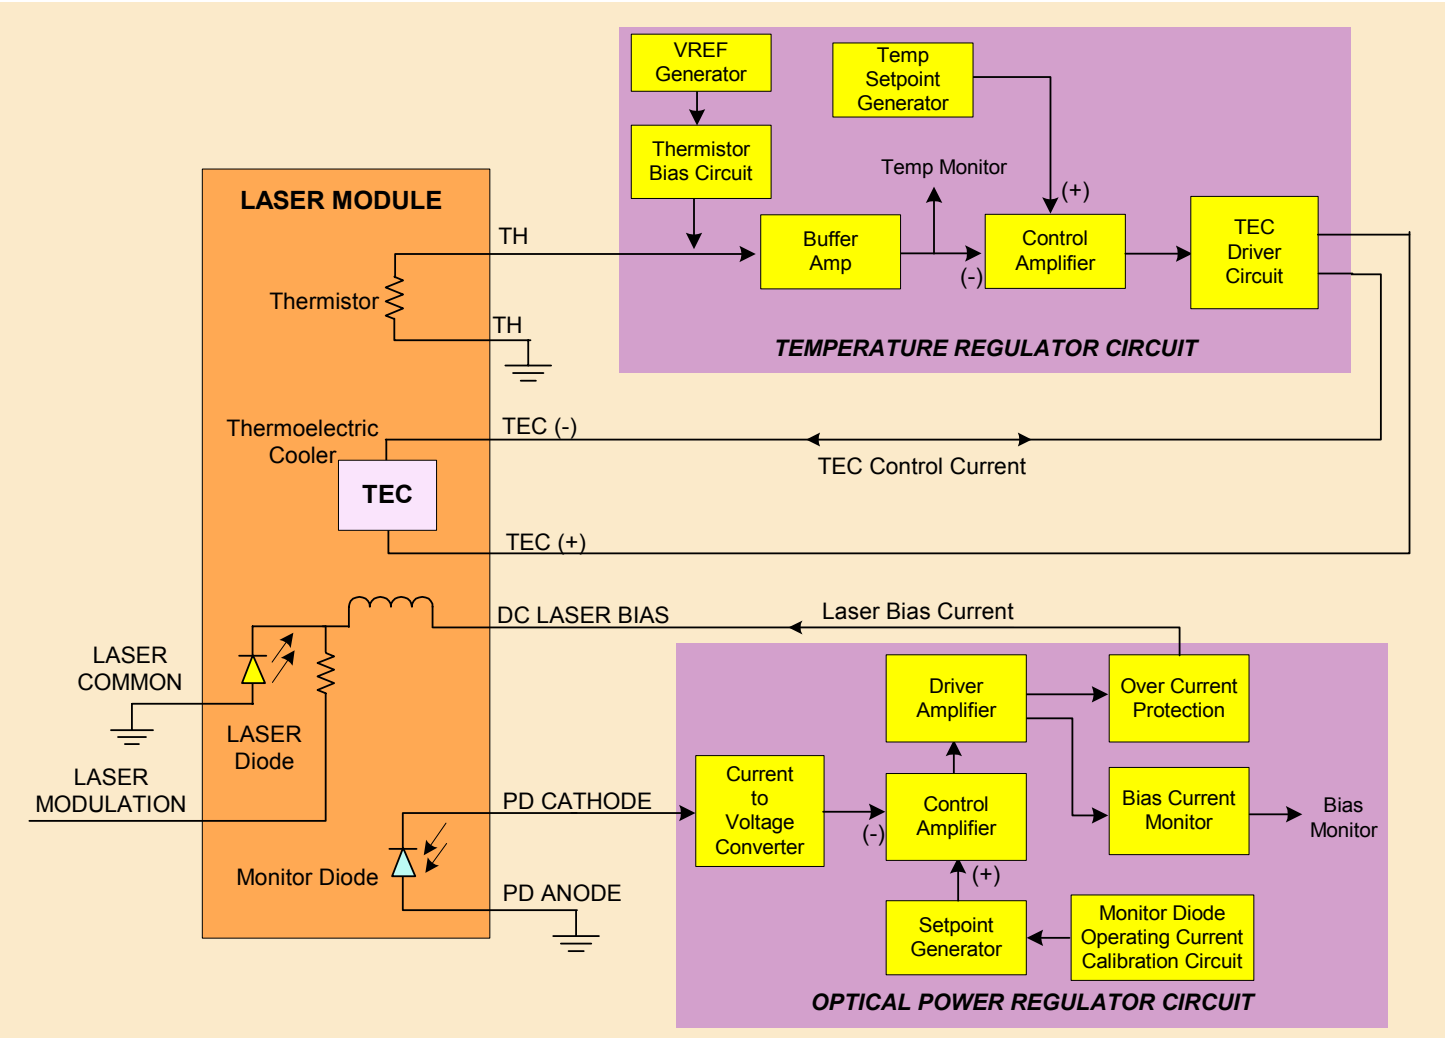 VREF
Generator
Temp
Setpoint
Generator
Thermistor
Bias Circuit
Temp Monitor
(+)
LASER MODULE
TH
Buffer
Amp
(-)
Control
Amplifier
TEC
Driver
Circuit
Thermistor
TH
TEMPERATURE REGULATOR CIRCUIT
Thermoelectric
Cooler
TEC (-)
TEC Control Current
TEC
TEC (+)
DC LASER BIAS
Laser Bias Current
LASER
COMMON
LASER
Diode
LASER
MODULATION
Driver
Amplifier
Over Current
Protection
PD CATHODE
Current
to
Voltage
Converter
(-)
Control
Amplifier
Bias Current
Monitor
Bias
Monitor
Monitor Diode
PD ANODE
(+)
Setpoint
Generator
Monitor Diode
Operating Current
Calibration Circuit
OPTICAL POWER REGULATOR CIRCUIT